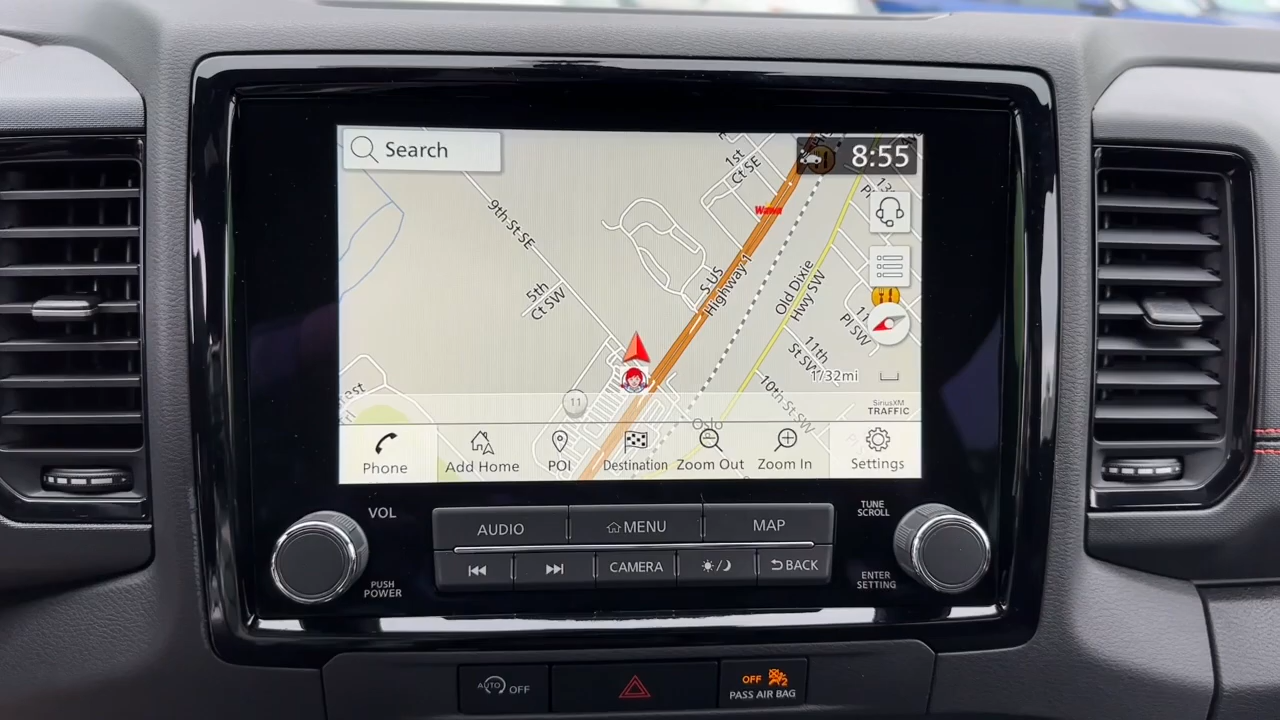 Search
8:55
1st
Ct SE
Wawa
9th St SE
5th
Ct SW
S US
Highway 1
Old Dixie
Hwy SW
11th
St SW
Pl SW
1/32mi
10th St SW
11
Oslo
SiriusXM
TRAFFIC
Phone
Add Home
POI
Destination
Zoom Out
Zoom In
Settings
VOL
PUSH
POWER
AUDIO
MENU
MAP
CAMERA
BACK
TUNE
SCROLL
ENTER
SETTING
AUTO
OFF
OFF
PASS AIR BAG